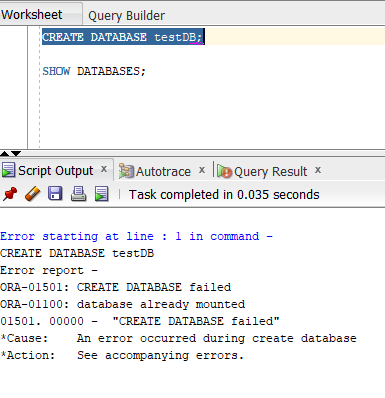 Worksheet Query Builder
CREATE DATABASE testDB;
SHOW DATABASES;
Script Output x Autotrace x Query Result x
Task completed in 0.035 seconds
Error starting at line : 1 in command -
CREATE DATABASE testDB
Error report -
ORA-01501: CREATE DATABASE failed
ORA-01100: database already mounted
01501. 00000 -  "CREATE DATABASE failed"
*Cause:    An error occurred during create database
*Action:   See accompanying errors.